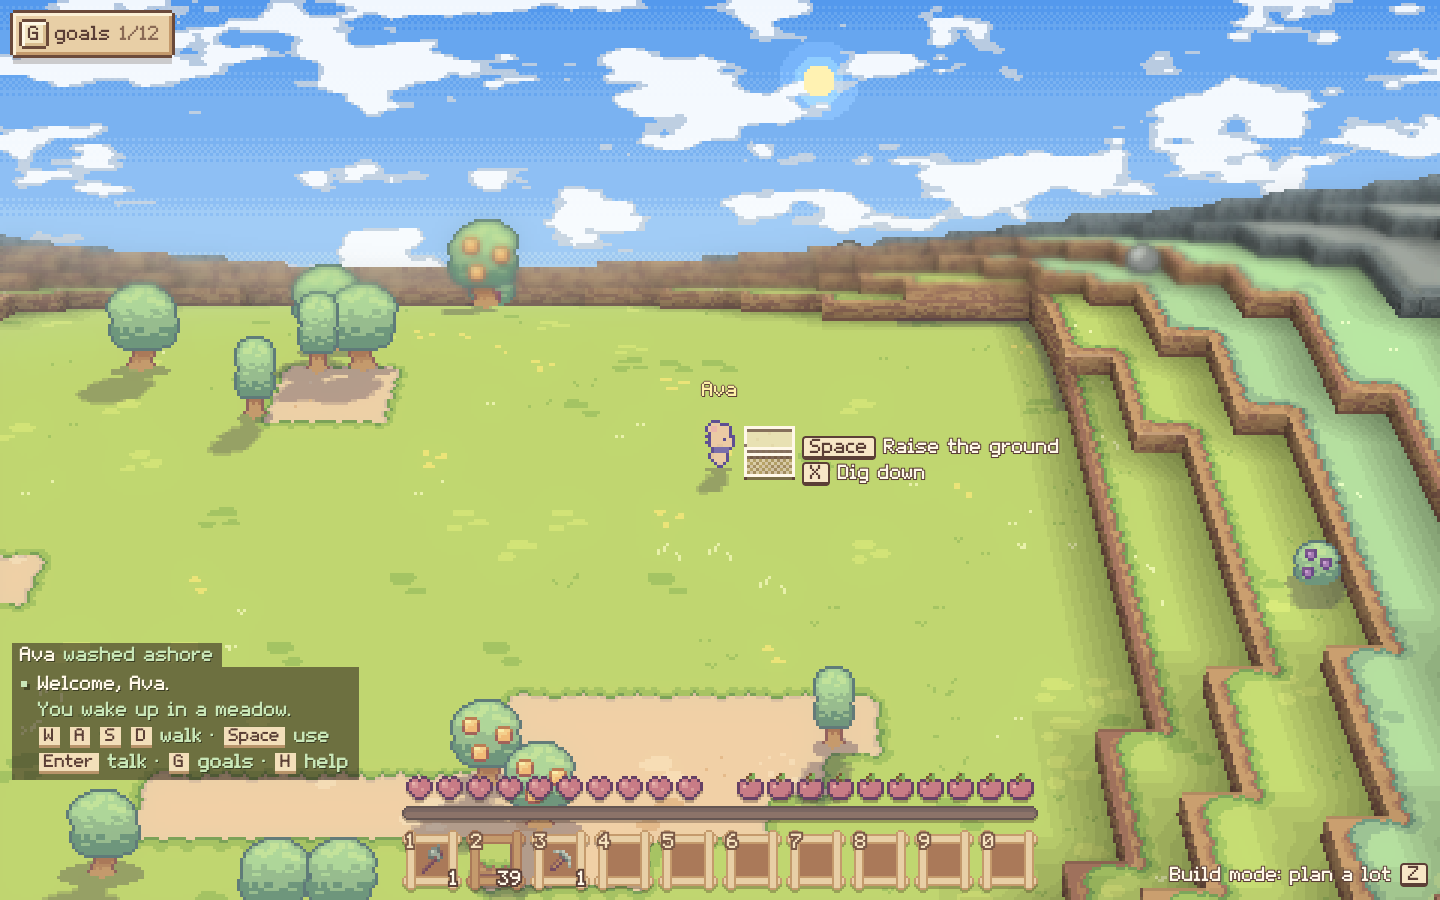 G goals 1/12
Ava
Space Raise the ground
X Dig down
Ava washed ashore
Welcome, Ava.
You wake up in a meadow.
W A S D walk · Space use
Enter talk · G goals · H help
1 2 3 4 5 6 7 8 9 0
1 39 1
Build mode: plan a lot Z